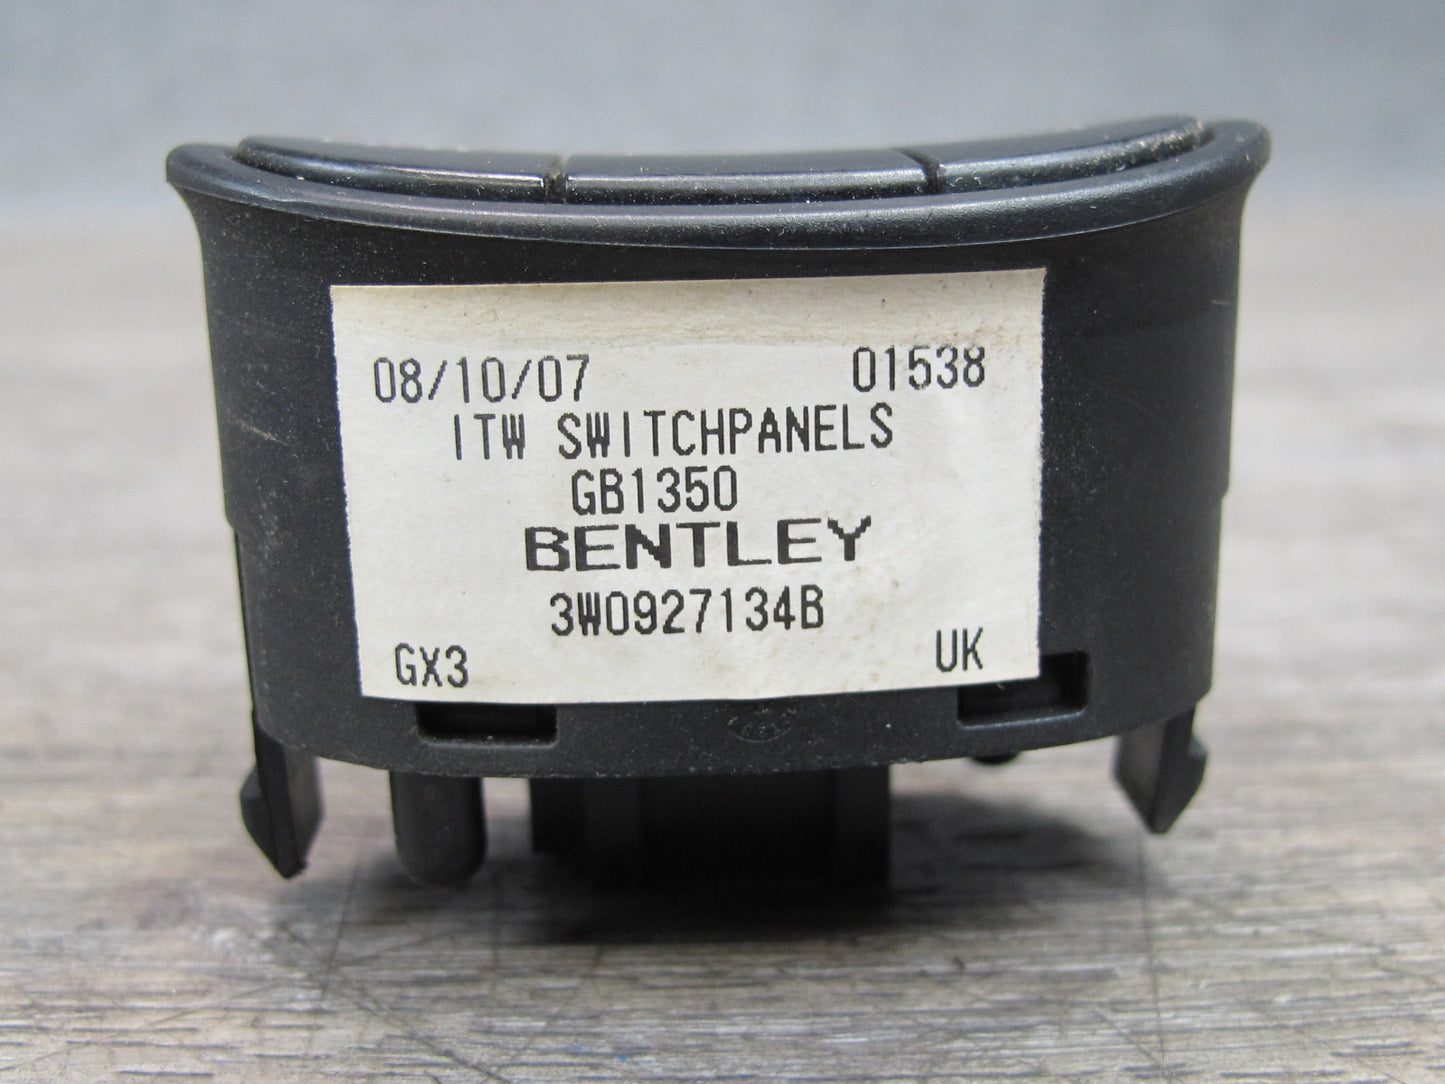 08/10/07 01538
ITW SWITCHPANELS
GB1350
BENTLEY
3W0927134B
GX3 UK